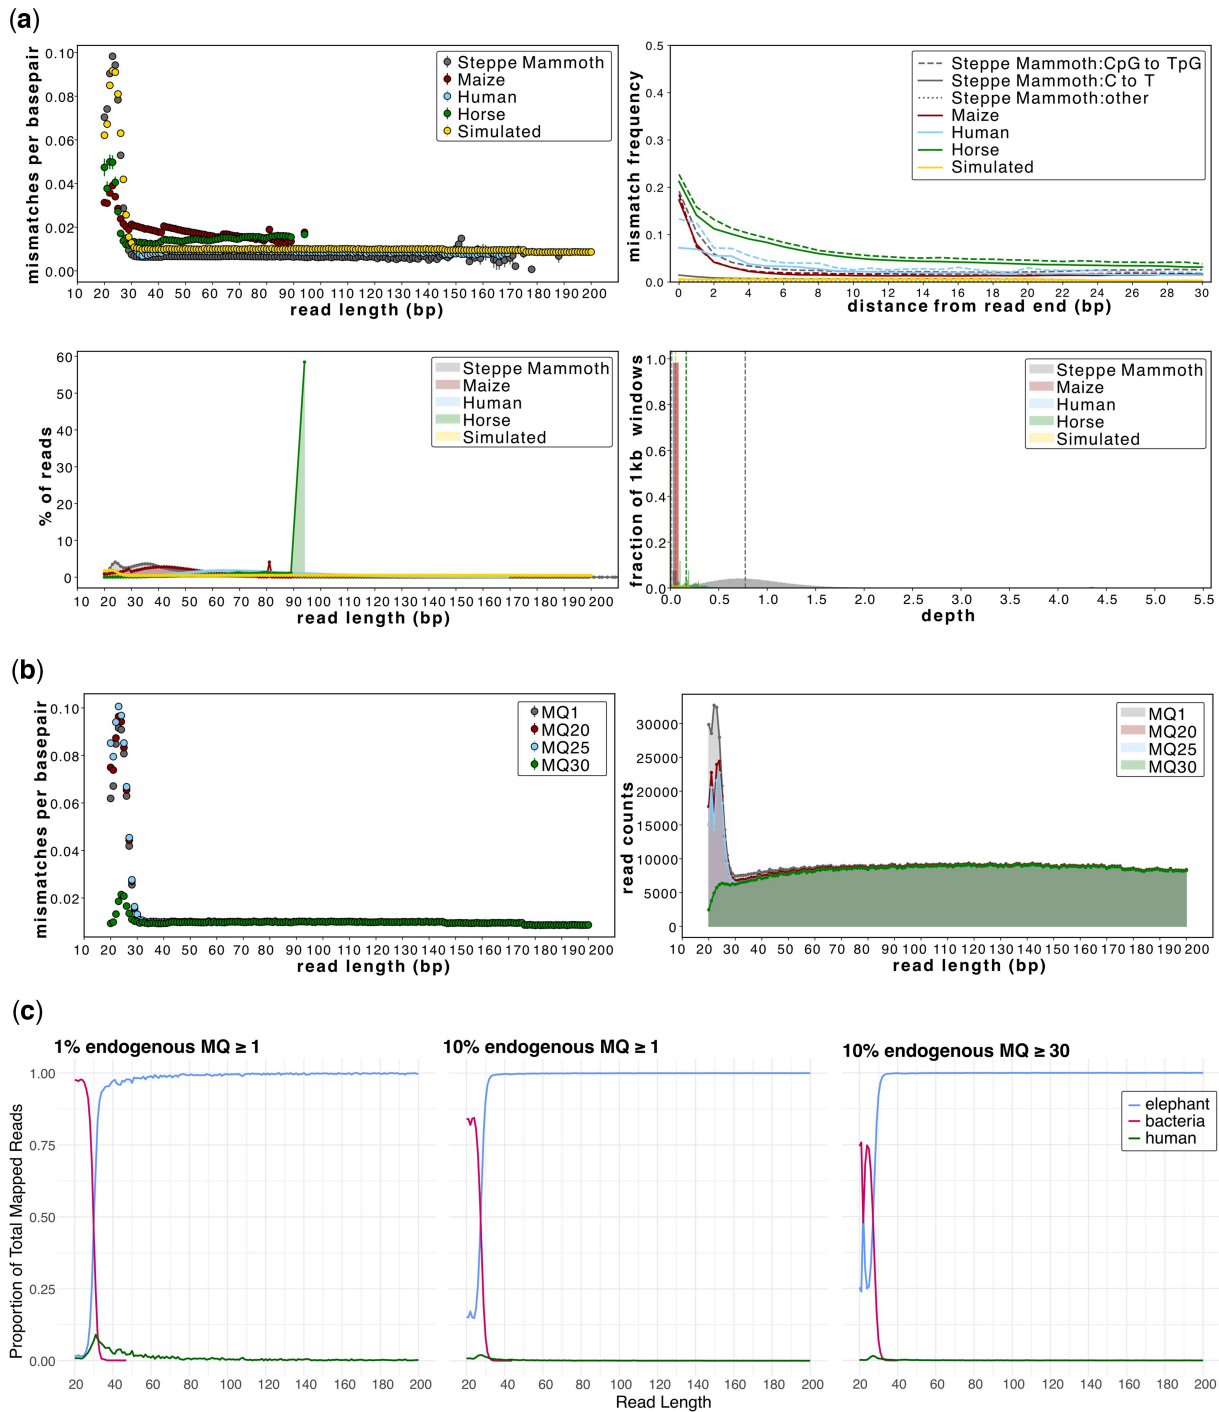 (a)
mismatches per basepair
0.10
0.08
0.06
0.04
0.02
0.00
10 20 30 40 50 60 70 80 90 100 110 120 130 140 150 160 170 180 190 200
read length (bp)
Steppe Mammoth
Maize
Human
Horse
Simulated
mismatch frequency
0.5
0.4
0.3
0.2
0.1
0.0
0 2 4 6 8 10 12 14 16 18 20 22 24 26 28 30
distance from read end (bp)
Steppe Mammoth:CpG to TpG
Steppe Mammoth:C to T
Steppe Mammoth:other
Maize
Human
Horse
Simulated
% of reads
60
50
40
30
20
10
0
10 20 30 40 50 60 70 80 90 100 110 120 130 140 150 160 170 180 190 200
read length (bp)
Steppe Mammoth
Maize
Human
Horse
Simulated
fraction of 1kb windows
1.0
0.8
0.6
0.4
0.2
0.0
0.0 0.5 1.0 1.5 2.0 2.5 3.0 3.5 4.0 4.5 5.0 5.5
depth
Steppe Mammoth
Maize
Human
Horse
Simulated
(b)
mismatches per basepair
0.10
0.08
0.06
0.04
0.02
10 20 30 40 50 60 70 80 90 100 110 120 130 140 150 160 170 180 190 200
read length (bp)
MQ1
MQ20
MQ25
MQ30
read counts
30000
25000
20000
15000
10000
5000
0
10 20 30 40 50 60 70 80 90 100 110 120 130 140 150 160 170 180 190 200
read length (bp)
MQ1
MQ20
MQ25
MQ30
(c)
1% endogenous MQ ≥ 1
10% endogenous MQ ≥ 1
10% endogenous MQ ≥ 30
Proportion of Total Mapped Reads
1.00
0.75
0.50
0.25
0.00
elephant
bacteria
human
20 40 60 80 100 120 140 160 180 200
20 40 60 80 100 120 140 160 180 200
20 40 60 80 100 120 140 160 180 200
Read Length